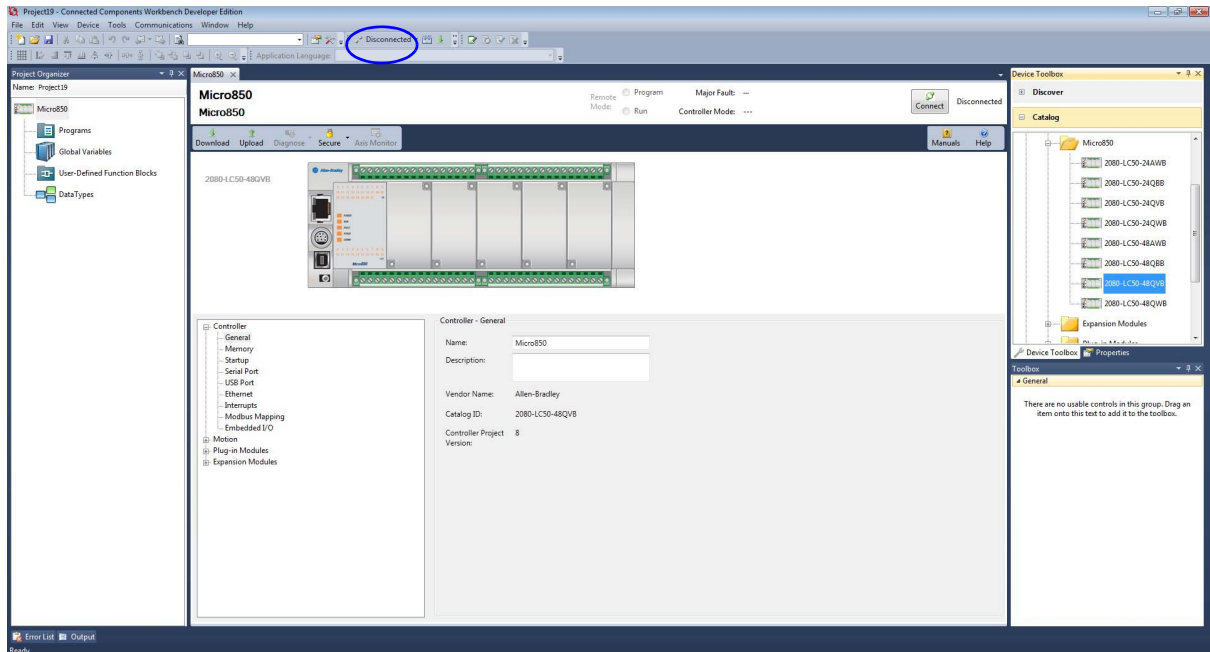 Project19 - Connected Components Workbench Developer Edition
File Edit View Device Tools Communications Window Help
Disconnected
Application Language:
Project Organizer
Name: Project19
Micro850
Programs
Global Variables
User-Defined Function Blocks
DataTypes
Micro850
Micro850
Micro850
Remote Mode:
Program
Run
Major Fault: --
Controller Mode: ---
Connect
Disconnected
Download Upload Diagnose Secure Axis Monitor
Manuals Help
2080-LC50-48QVB
Allen-Bradley
Micro850
Controller
General
Memory
Startup
Serial Port
USB Port
Ethernet
Interrupts
Modbus Mapping
Embedded I/O
Motion
Plug-in Modules
Expansion Modules
Controller - General
Name: Micro850
Description:
Vendor Name: Allen-Bradley
Catalog ID: 2080-LC50-48QVB
Controller Project Version: 8
Device Toolbox
Discover
Catalog
Micro850
2080-LC50-24AWB
2080-LC50-24QBB
2080-LC50-24QVB
2080-LC50-24QWB
2080-LC50-48AWB
2080-LC50-48QBB
2080-LC50-48QVB
2080-LC50-48QWB
Expansion Modules
Plug-in Modules
Device Toolbox Properties
Toolbox
General
There are no usable controls in this group. Drag an
item onto this text to add it to the toolbox.
Error List Output
Ready